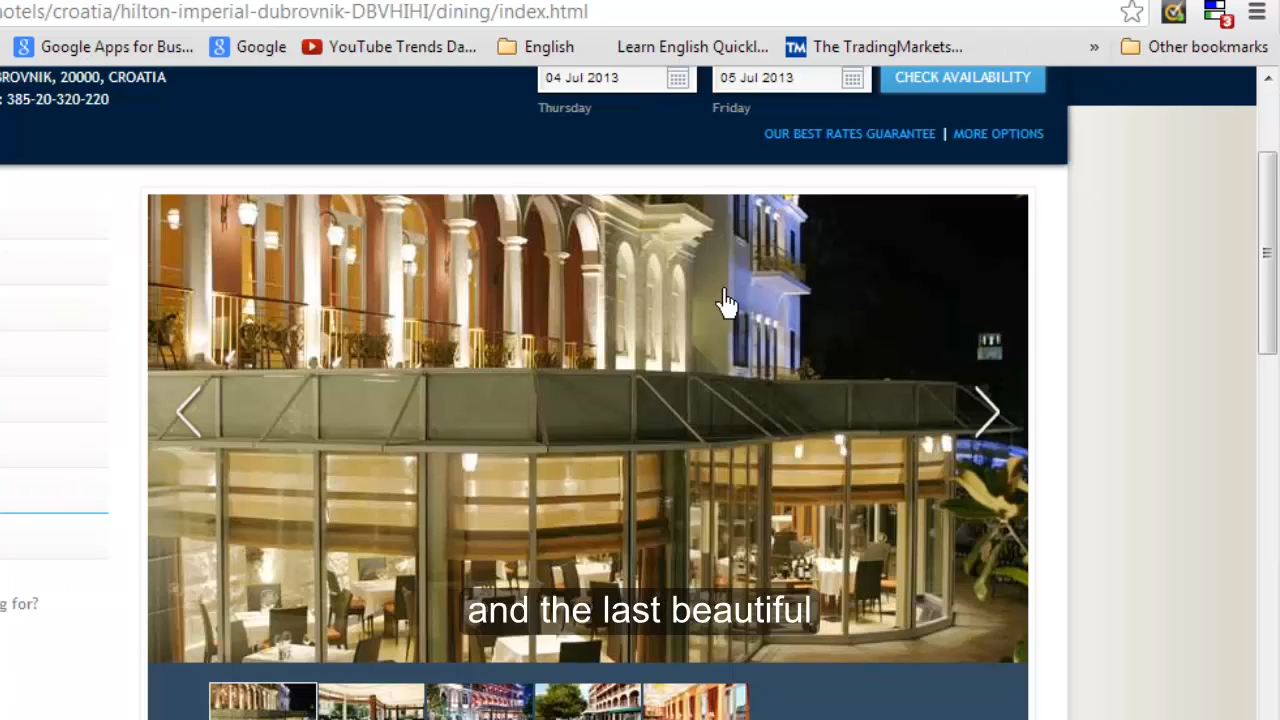 hotels/croatia/hilton-imperial-dubrovnik-DBVHIHI/dining/index.html
3
Google Apps for Bus... Google YouTube Trends Da... English Learn English Quickl... TM The TradingMarkets... » Other bookmarks
BROVNIK, 20000, CROATIA 04 Jul 2013 05 Jul 2013 CHECK AVAILABILITY
: 385-20-320-220 Thursday Friday
OUR BEST RATES GUARANTEE | MORE OPTIONS
g for?
and the last beautiful